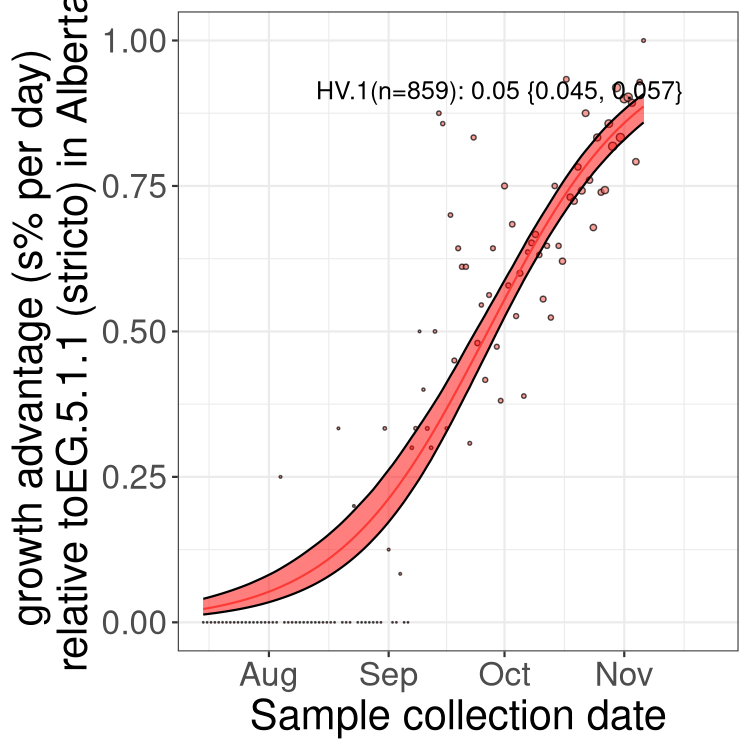 growth advantage (s% per day)
relative toEG.5.1.1 (stricto) in Alberta
1.00
0.75
0.50
0.25
0.00
HV.1(n=859): 0.05 {0.045, 0.057}
Aug Sep Oct Nov
Sample collection date